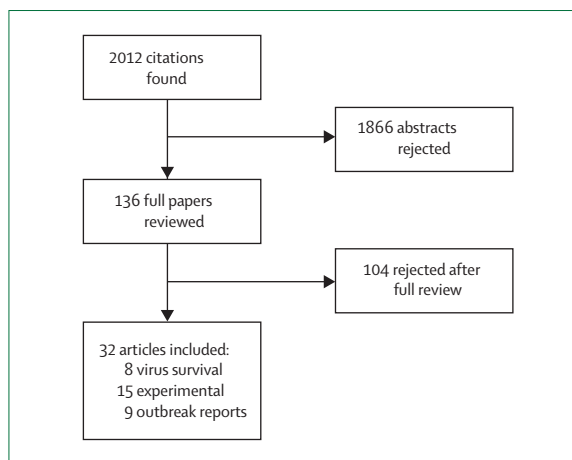 2012 citations
found
1866 abstracts
rejected
136 full papers
reviewed
104 rejected after
full review
32 articles included:
8 virus survival
15 experimental
9 outbreak reports